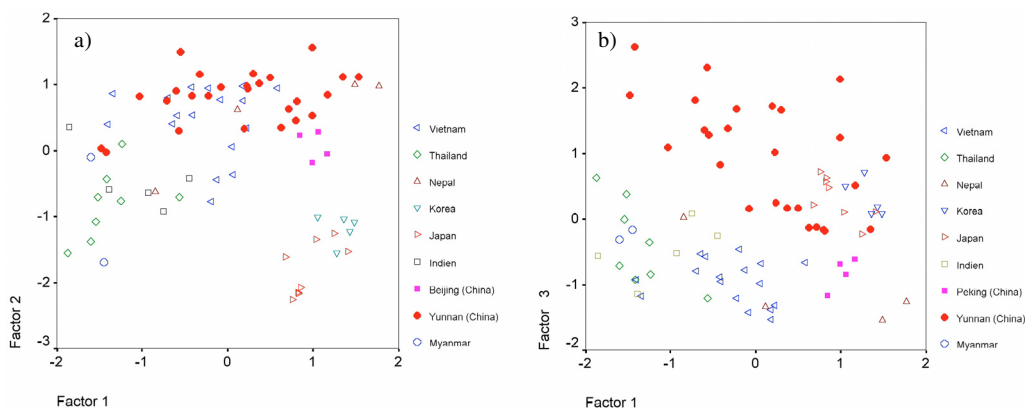 a)
2
1
0
-1
-2
-3
Factor 2
-2
-1
0
1
2
Factor 1
Vietnam
Thailand
Nepal
Korea
Japan
Indien
Beijing (China)
Yunnan (China)
Myanmar
b)
3
2
1
0
-1
-2
Factor 3
-2
-1
0
1
2
Factor 1
Vietnam
Thailand
Nepal
Korea
Japan
Indien
Peking (China)
Yunnan (China)
Myanmar